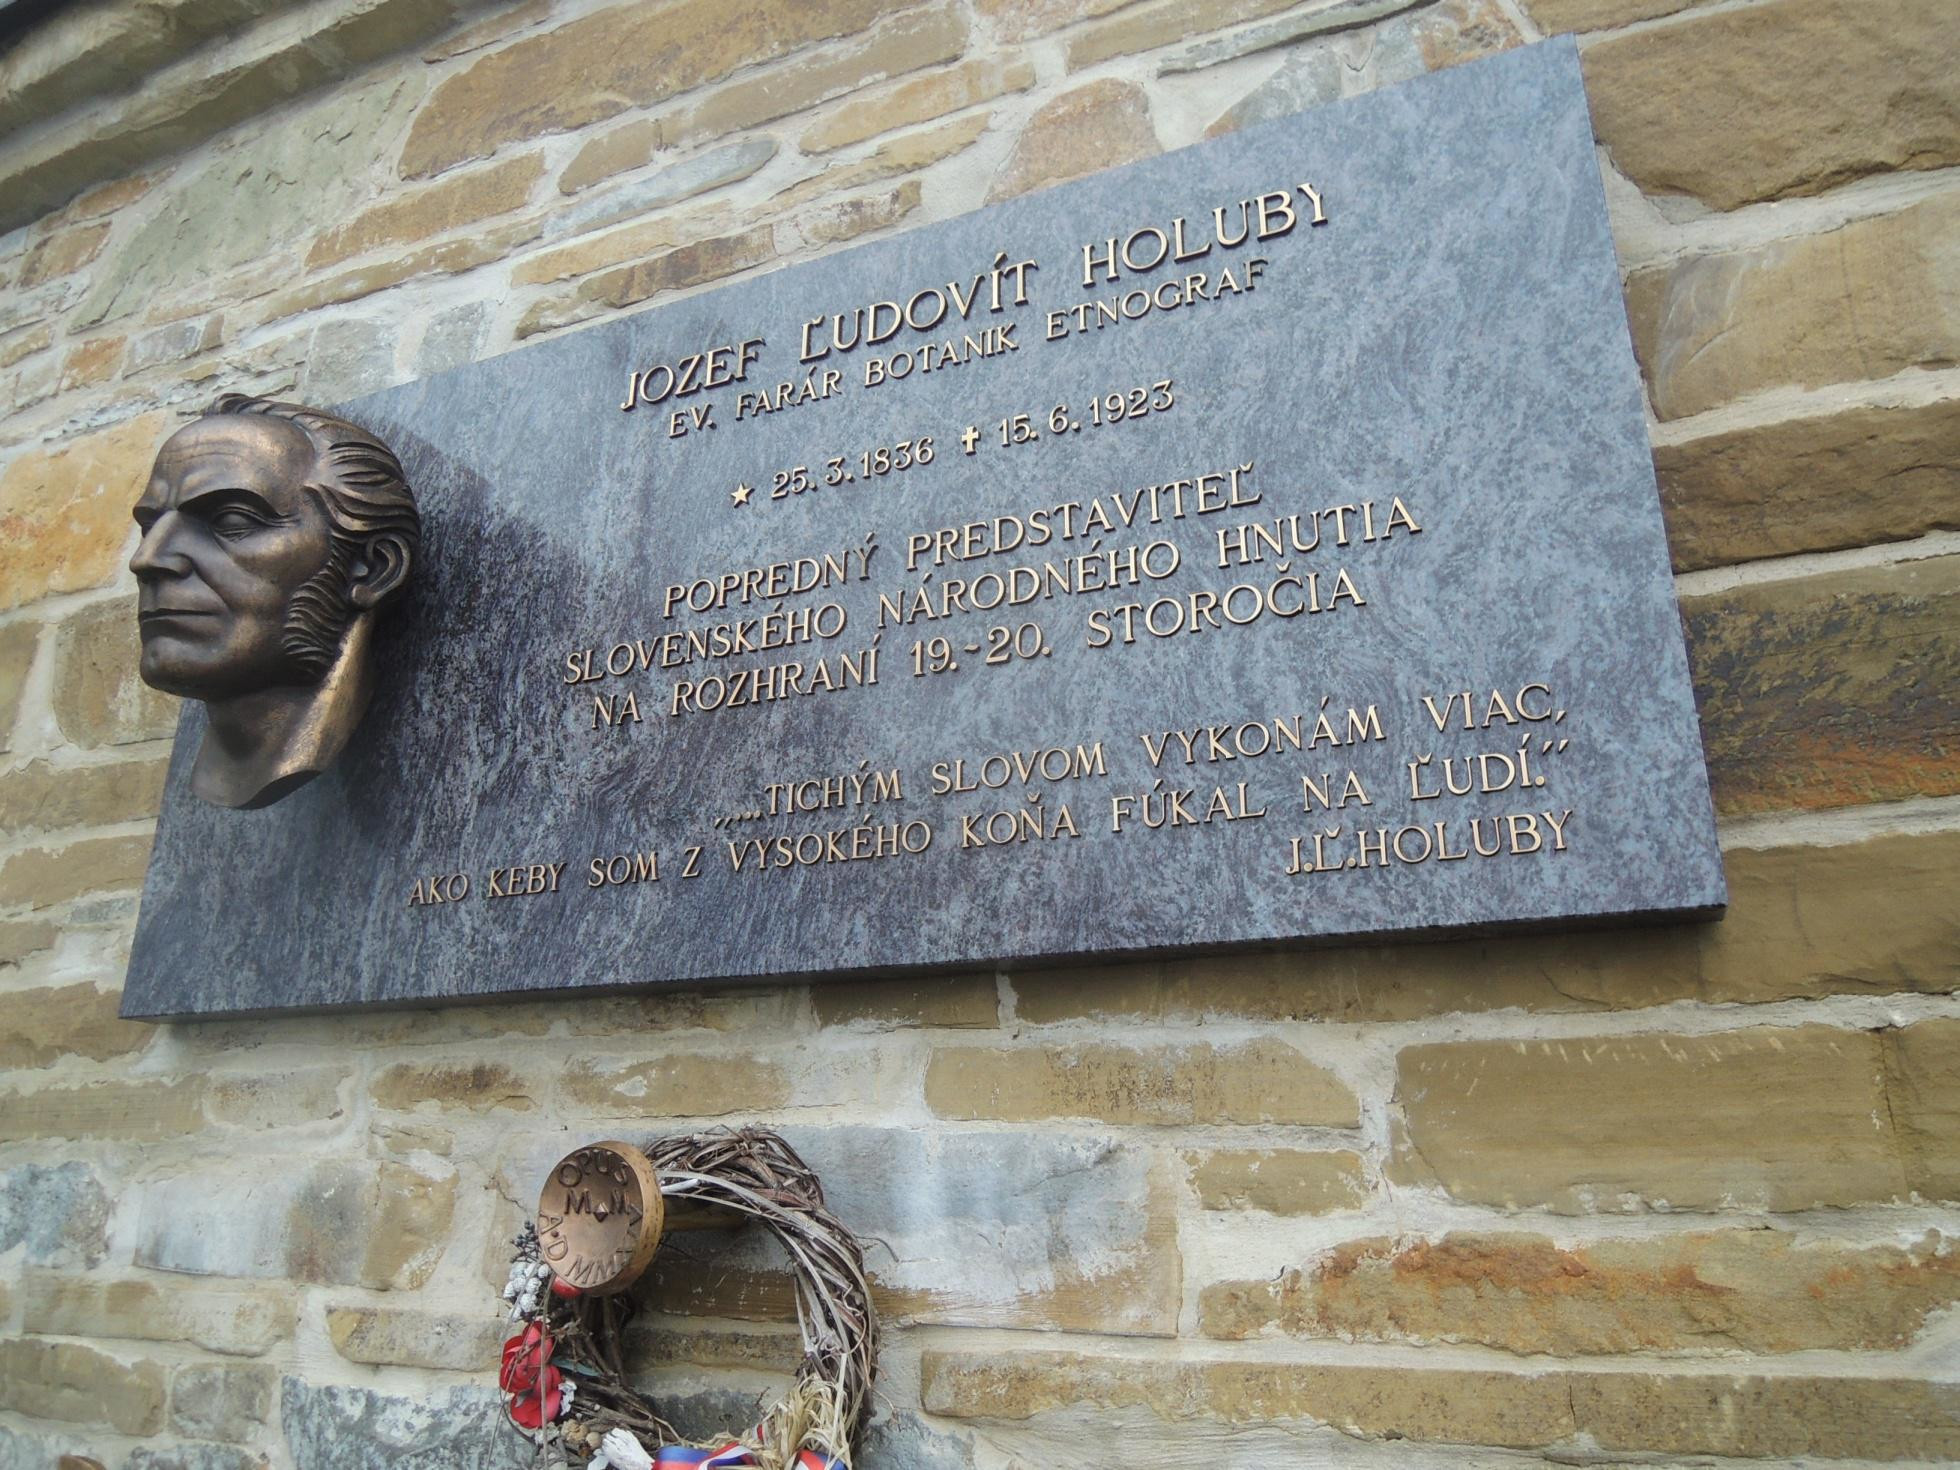 JOZEF ĽUDOVÍT HOLUBY
EV. FARÁR BOTANIK ETNOGRAF
★ 25. 3. 1836 ✝ 15. 6. 1923
POPREDNÝ PREDSTAVITEĽ
SLOVENSKÉHO NÁRODNÉHO HNUTIA
NA ROZHRANÍ 19.-20. STOROČIA
„...TICHÝM SLOVOM VYKONÁM VIAC,
AKO KEBY SOM Z VYSOKÉHO KOŇA FÚKAL NA ĽUDÍ.”
J.Ľ.HOLUBY
OPUS
A.D